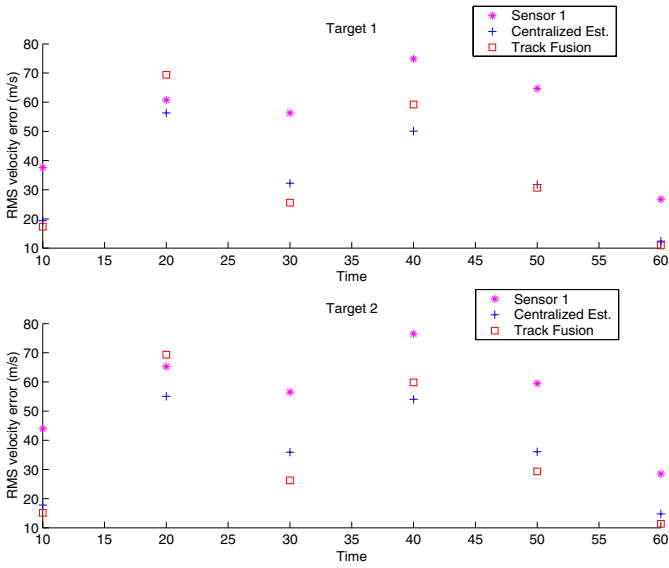 Target 1
Sensor 1
Centralized Est.
Track Fusion
RMS velocity error (m/s)
80
70
60
50
40
30
20
10
10 15 20 25 30 35 40 45 50 55 60
Time
Target 2
Sensor 1
Centralized Est.
Track Fusion
RMS velocity error (m/s)
80
70
60
50
40
30
20
10
10 15 20 25 30 35 40 45 50 55 60
Time